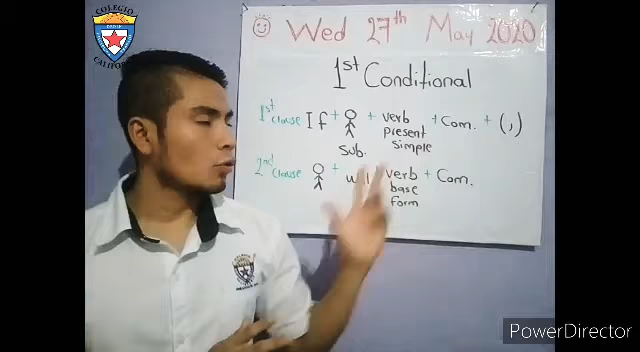 COLEGIO
Wed 27th May 2020
1st Conditional
1st clause If + + verb + Com. + (,)
present
simple
Sub.
2nd clause + verb + Com.
base
form
PowerDirector